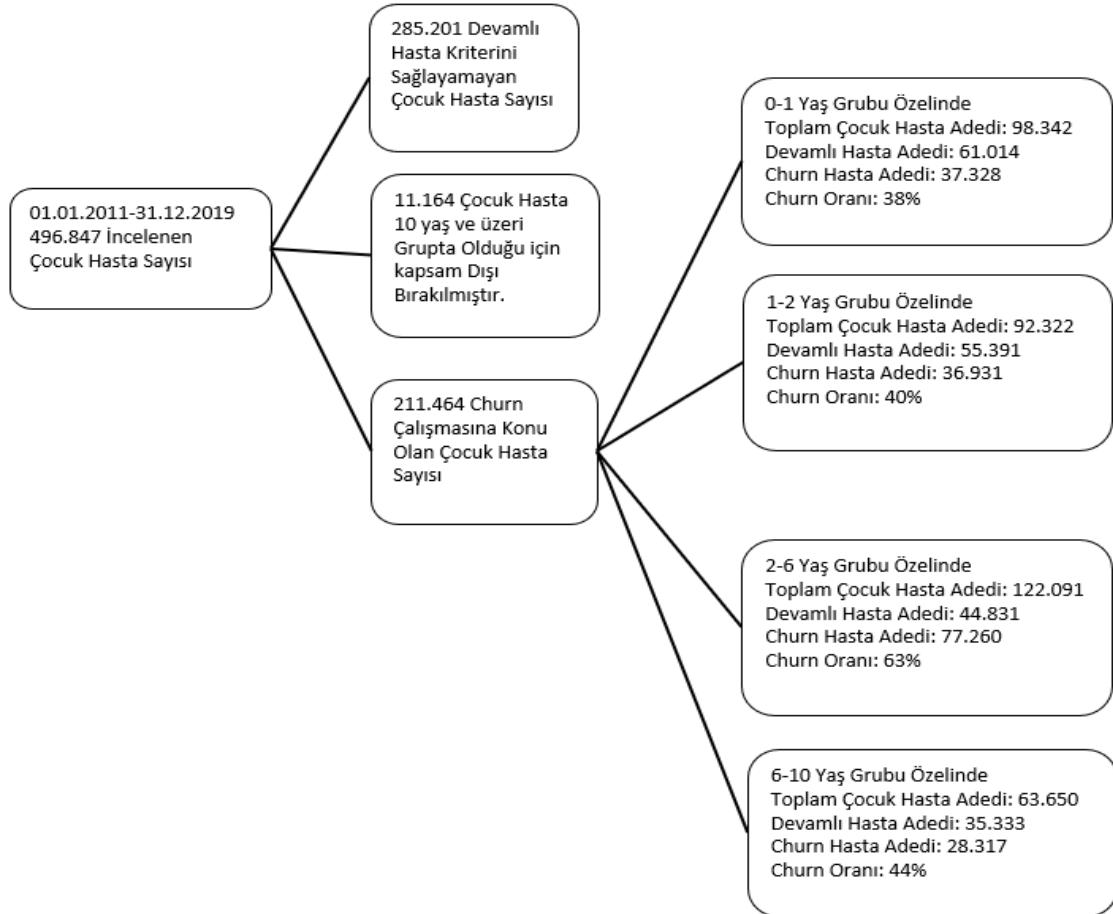 01.01.2011-31.12.2019
496.847 İncelenen
Çocuk Hasta Sayısı
285.201 Devamlı
Hasta Kriterini
Sağlayamayan
Çocuk Hasta Sayısı
11.164 Çocuk Hasta
10 yaş ve üzeri
Grupta Olduğu için
kapsam Dışı
Bırakılmıştır.
211.464 Churn
Çalışmasına Konu
Olan Çocuk Hasta
Sayısı
0-1 Yaş Grubu Özelinde
Toplam Çocuk Hasta Adedi: 98.342
Devamlı Hasta Adedi: 61.014
Churn Hasta Adedi: 37.328
Churn Oranı: 38%
1-2 Yaş Grubu Özelinde
Toplam Çocuk Hasta Adedi: 92.322
Devamlı Hasta Adedi: 55.391
Churn Hasta Adedi: 36.931
Churn Oranı: 40%
2-6 Yaş Grubu Özelinde
Toplam Çocuk Hasta Adedi: 122.091
Devamlı Hasta Adedi: 44.831
Churn Hasta Adedi: 77.260
Churn Oranı: 63%
6-10 Yaş Grubu Özelinde
Toplam Çocuk Hasta Adedi: 63.650
Devamlı Hasta Adedi: 35.333
Churn Hasta Adedi: 28.317
Churn Oranı: 44%